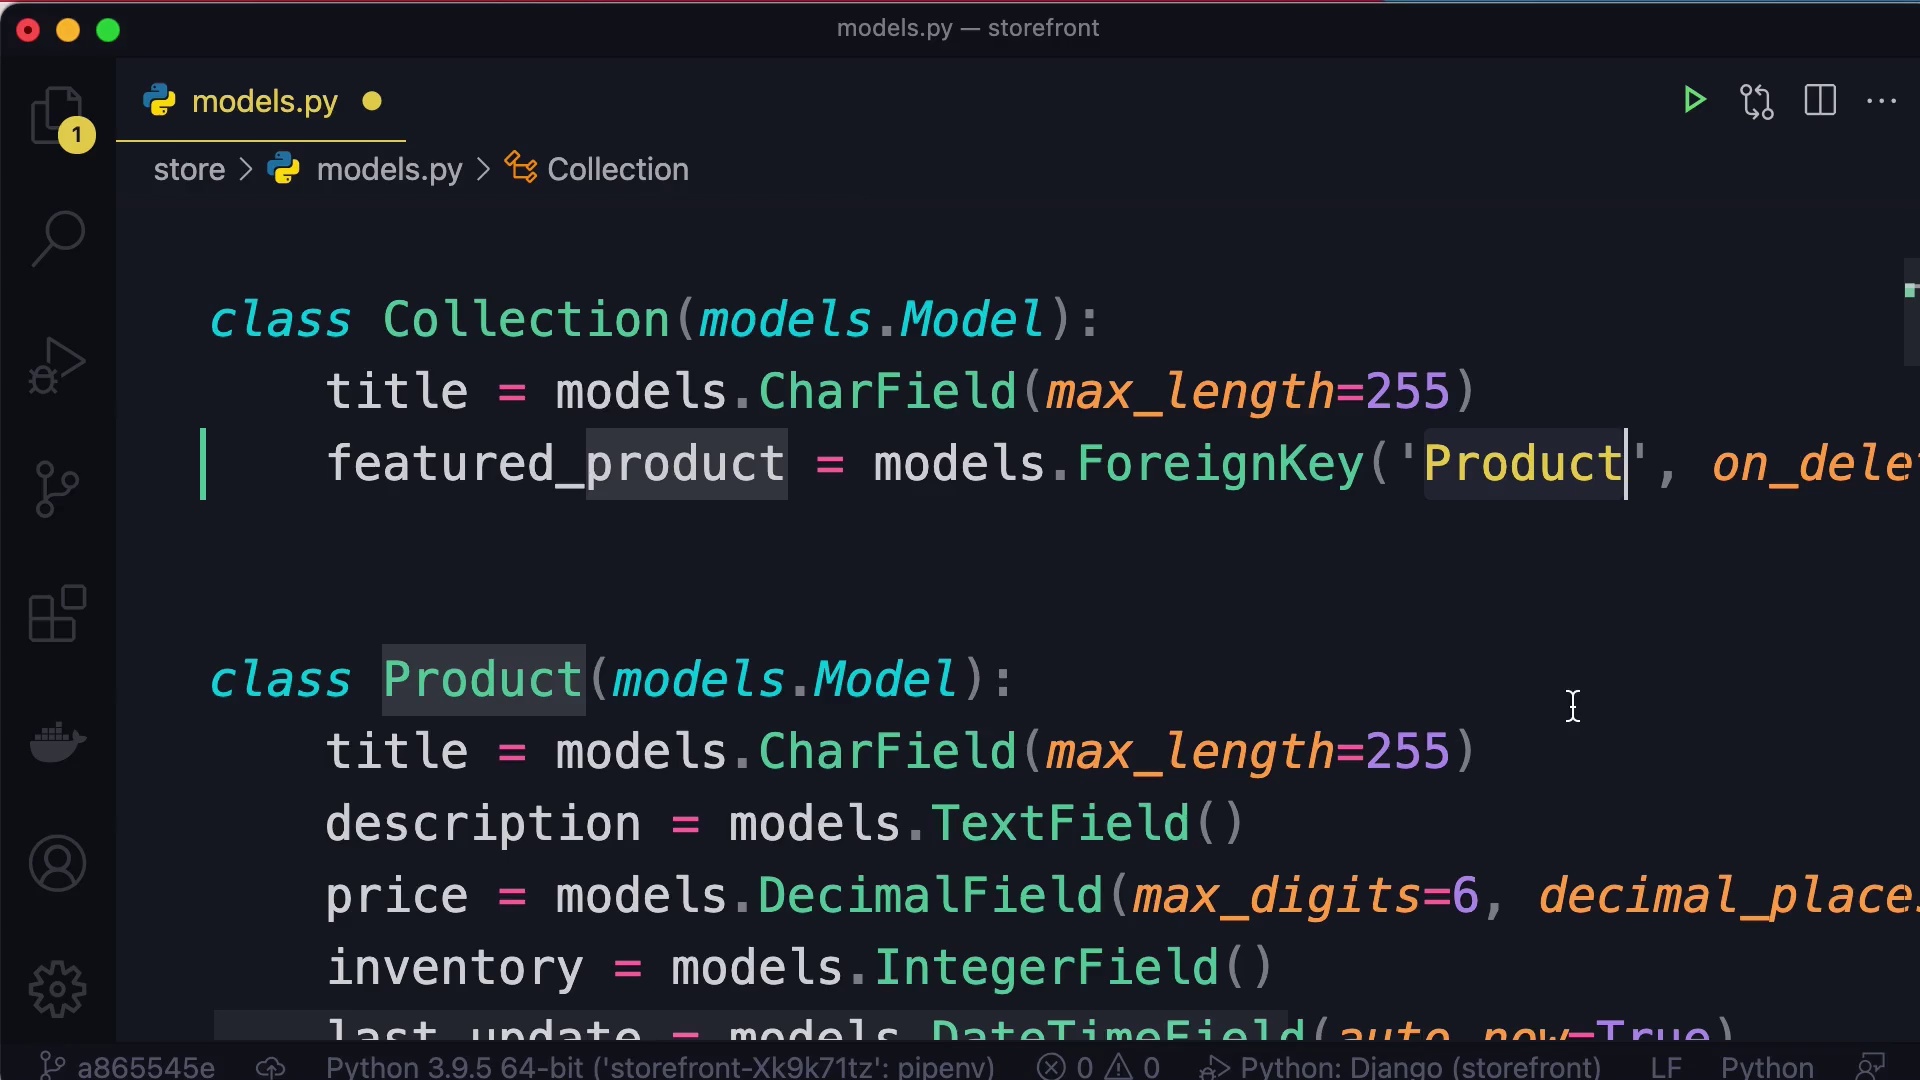 models.py — storefront
models.py
1
store > models.py > Collection
class Collection(models.Model):
title = models.CharField(max_length=255)
featured_product = models.ForeignKey('Product', on_delet
class Product(models.Model):
title = models.CharField(max_length=255)
description = models.TextField()
price = models.DecimalField(max_digits=6, decimal_places
inventory = models.IntegerField()
last_update = models.DateTimeField(auto_now=True)
a865545e Python 3.9.5 64-bit ('storefront-Xk9k71tz': pipenv) 0 0 Python: Django (storefront) LF Python